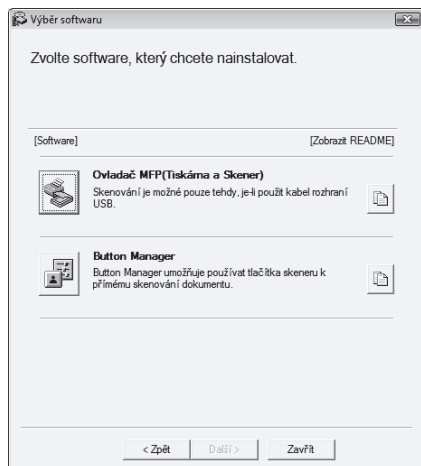 Výběr softwaru
Zvolte software, který chcete nainstalovat.
[Software] [Zobrazit README]
Ovladač MFP(Tiskárna a Skener)
Skenování je možné pouze tehdy, je-li použit kabel rozhraní
USB.
Button Manager
Button Manager umožňuje používat tlačítka skeneru k
přímému skenování dokumentu.
< Zpět Další > Zavřít